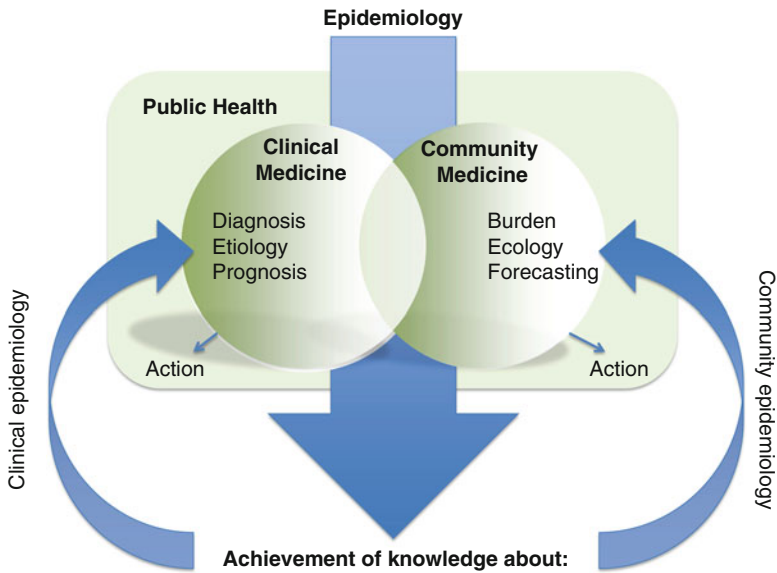 Epidemiology
Public Health
Clinical
Medicine
Community
Medicine
Diagnosis
Etiology
Prognosis
Burden
Ecology
Forecasting
Action
Action
Clinical epidemiology
Community epidemiology
Achievement of knowledge about: